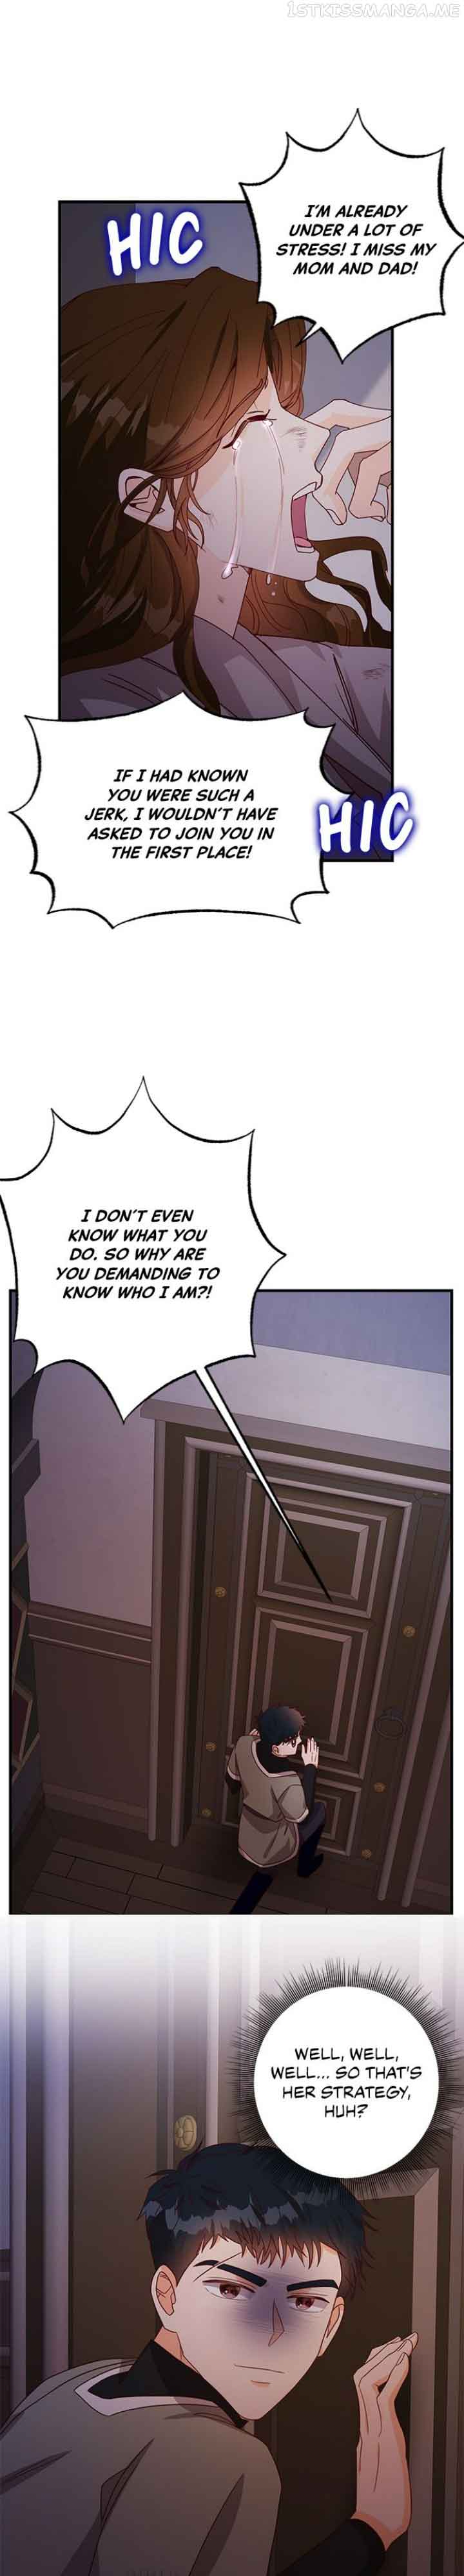 1STKISSMANGA.ME
I'M ALREADY
UNDER A LOT OF
STRESS! I MISS MY
MOM AND DAD!
HIC
IF I HAD KNOWN
YOU WERE SUCH A
JERK, I WOULDN'T HAVE
ASKED TO JOIN YOU IN
THE FIRST PLACE!
HIC
I DON'T EVEN
KNOW WHAT YOU
DO. SO WHY ARE
YOU DEMANDING TO
KNOW WHO I AM?!
WELL, WELL,
WELL... SO THAT'S
HER STRATEGY,
HUH?